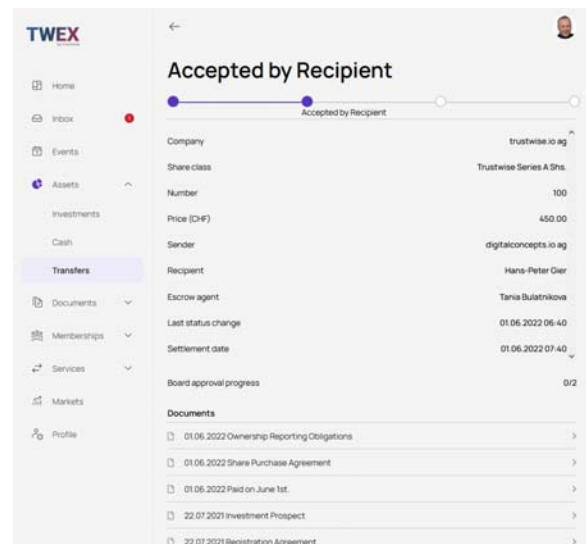 TWEX
Home
Inbox
Events
Assets
Investments
Cash
Transfers
Documents
Memberships
Services
Markets
Profile
Accepted by Recipient
Accepted by Recipient
Company trustwise.io ag
Share class Trustwise Series A Shs.
Number 100
Price (CHF) 450.00
Sender digitalconcepts.io ag
Recipient Hans-Peter Gier
Escrow agent Tania Bulatnikova
Last status change 01.06.2022 06:40
Settlement date 01.06.2022 07:40
Board approval progress 0/2
Documents
01.06.2022 Ownership Reporting Obligations
01.06.2022 Share Purchase Agreement
01.06.2022 Paid on June 1st.
22.07.2021 Investment Prospect
22.07.2021 Registration Agreement